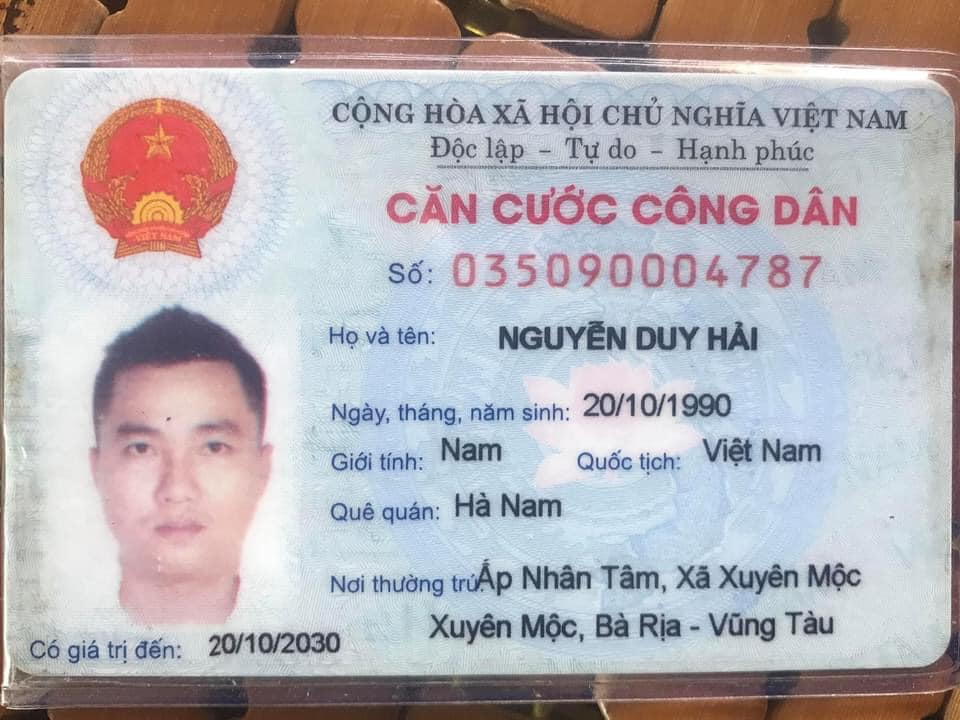 CỘNG HÒA XÃ HỘI CHỦ NGHĨA VIỆT NAM
Độc lập - Tự do - Hạnh phúc
CĂN CƯỚC CÔNG DÂN
Số: 035090004787
Họ và tên: NGUYỄN DUY HẢI
Ngày, tháng, năm sinh: 20/10/1990
Giới tính: Nam Quốc tịch: Việt Nam
Quê quán: Hà Nam
Nơi thường trú: Ấp Nhân Tâm, Xã Xuyên Mộc
Xuyên Mộc, Bà Rịa - Vũng Tàu
Có giá trị đến: 20/10/2030
VIỆT NAM